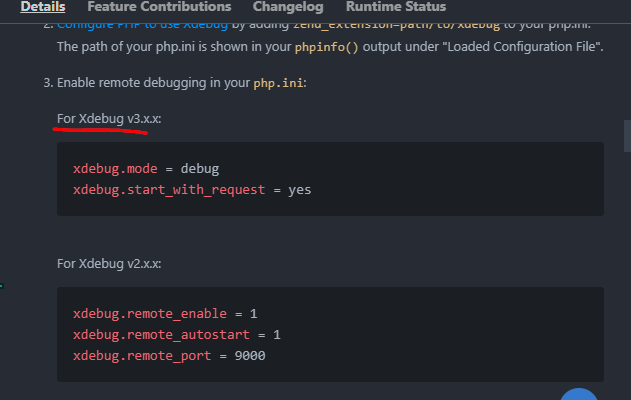 Details Feature Contributions Changelog Runtime Status
2. Configure PHP to use Xdebug by adding zend_extension=path/to/xdebug to your php.ini.
The path of your php.ini is shown in your phpinfo() output under "Loaded Configuration File".
3. Enable remote debugging in your php.ini:
For Xdebug v3.x.x:
xdebug.mode = debug
xdebug.start_with_request = yes
For Xdebug v2.x.x:
xdebug.remote_enable = 1
xdebug.remote_autostart = 1
xdebug.remote_port = 9000